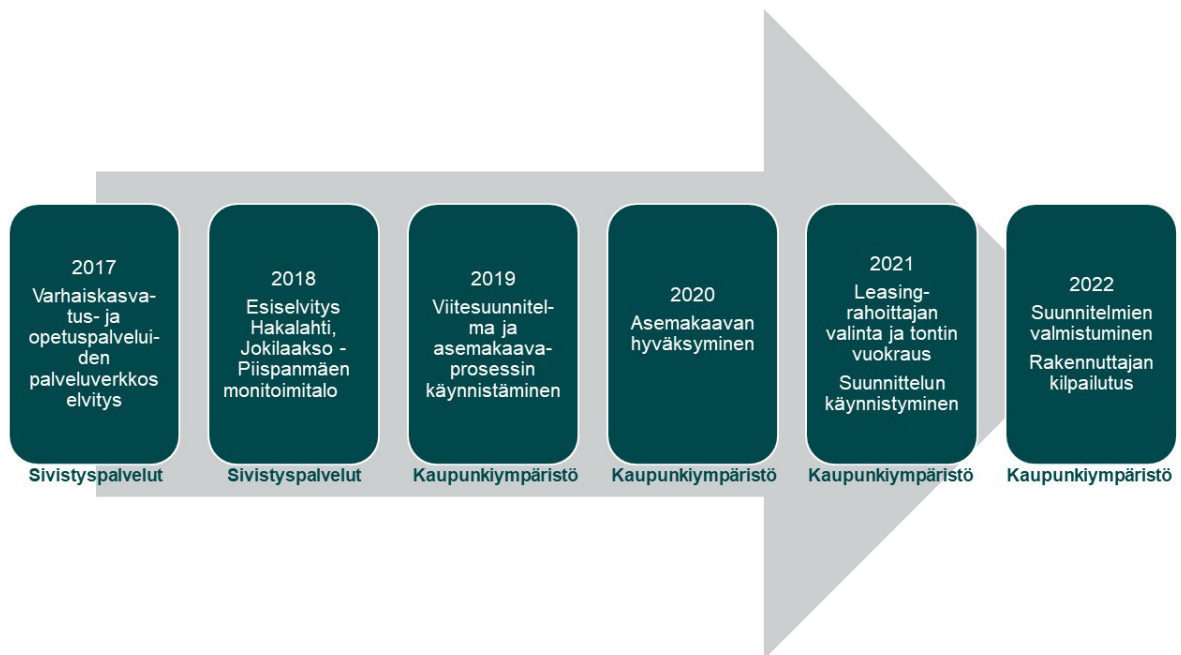 2017
Varhaiskasva-
tus- ja
opetuspalvelui-
den
palveluverkkos
elvitys
Sivistyspalvelut
2018
Esiselvitys
Hakalahti,
Jokilaakso -
Piispanmäen
monitoimitalo
Sivistyspalvelut
2019
Viitesuunnitel-
ma ja
asemakaava-
prosessin
käynnistäminen
Kaupunkiympäristö
2020
Asemakaavan
hyväksyminen
Kaupunkiympäristö
2021
Leasing-
rahoittajan
valinta ja tontin
vuokraus
Suunnittelun
käynnistyminen
Kaupunkiympäristö
2022
Suunnitelmien
valmistuminen
Rakennuttajan
kilpailutus
Kaupunkiympäristö